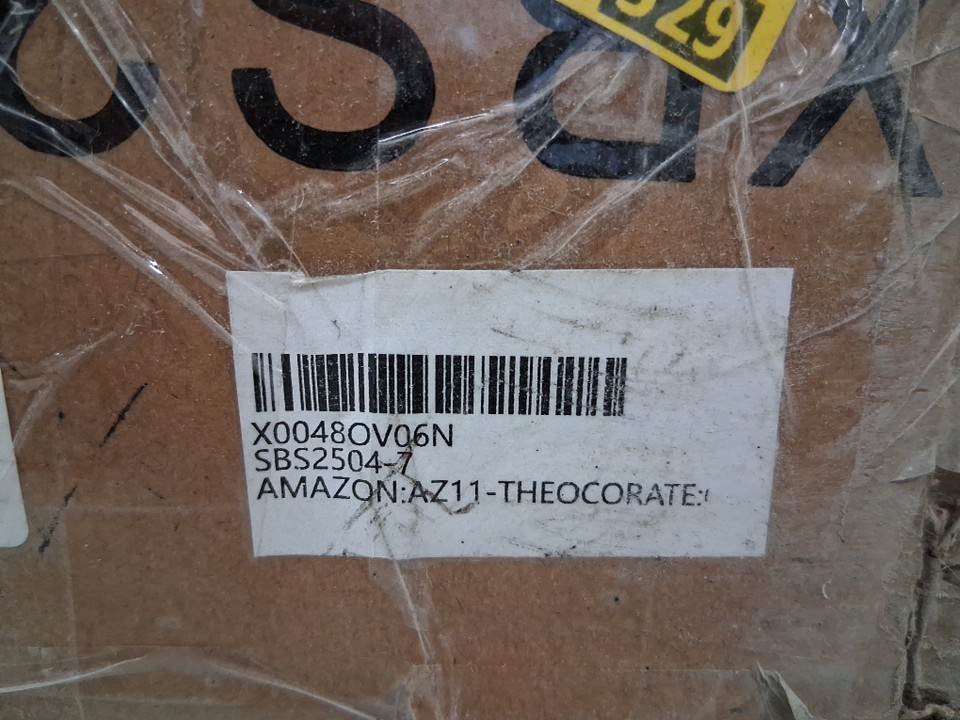 X0048OV06N
SBS2504-7
AMAZON:AZ11-THEOCORATE: